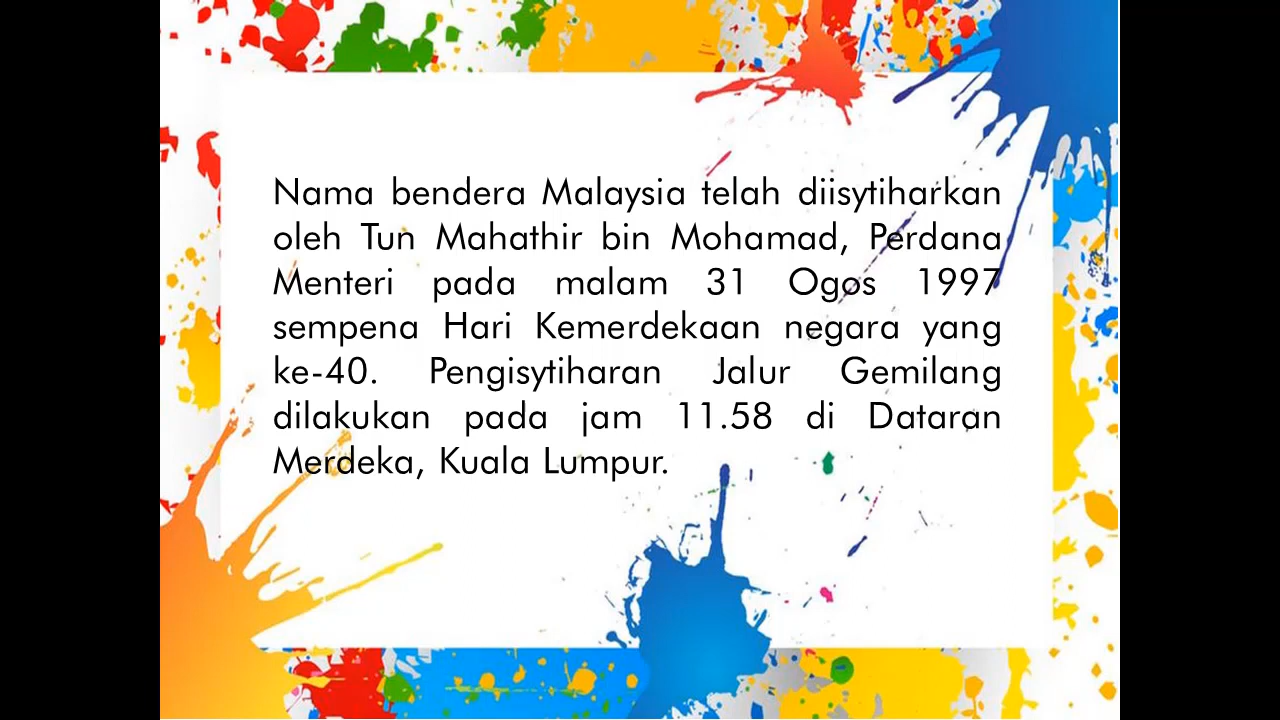 Nama bendera Malaysia telah diisytiharkan
oleh Tun Mahathir bin Mohamad, Perdana
Menteri pada malam 31 Ogos 1997
sempena Hari Kemerdekaan negara yang
ke-40. Pengisytiharan Jalur Gemilang
dilakukan pada jam 11.58 di Dataran
Merdeka, Kuala Lumpur.